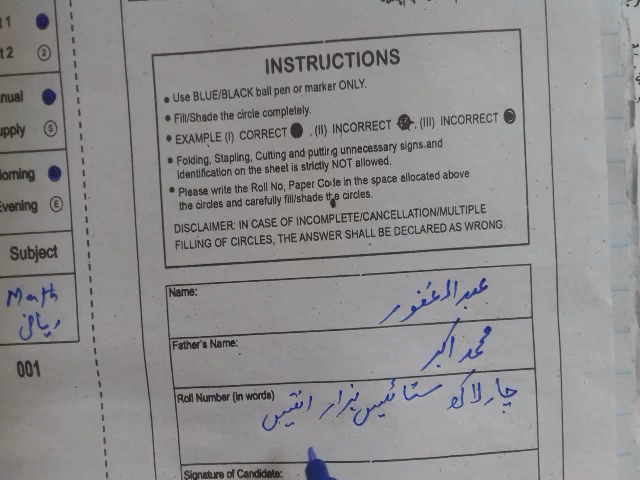 t 1
t 2 2
nual
upply S
orning
Evening E
Subject
Math
ریاضی
001
INSTRUCTIONS
• Use BLUE/BLACK ball pen or marker ONLY.
• Fill/Shade the circle completely.
• EXAMPLE (I) CORRECT , (II) INCORRECT , (III) INCORRECT
• Folding, Stapling, Cutting and putting unnecessary signs and
identification on the sheet is strictly NOT allowed.
• Please write the Roll No, Paper Code in the space allocated above
the circles and carefully fill/shade the circles.
DISCLAIMER: IN CASE OF INCOMPLETE/CANCELLATION/MULTIPLE
FILLING OF CIRCLES, THE ANSWER SHALL BE DECLARED AS WRONG.
Name: عبدالغفور
Father's Name: محمد اکبر
Roll Number (in words) چار لاکھ ستائیس ہزار انتیس
Signature of Candidate: